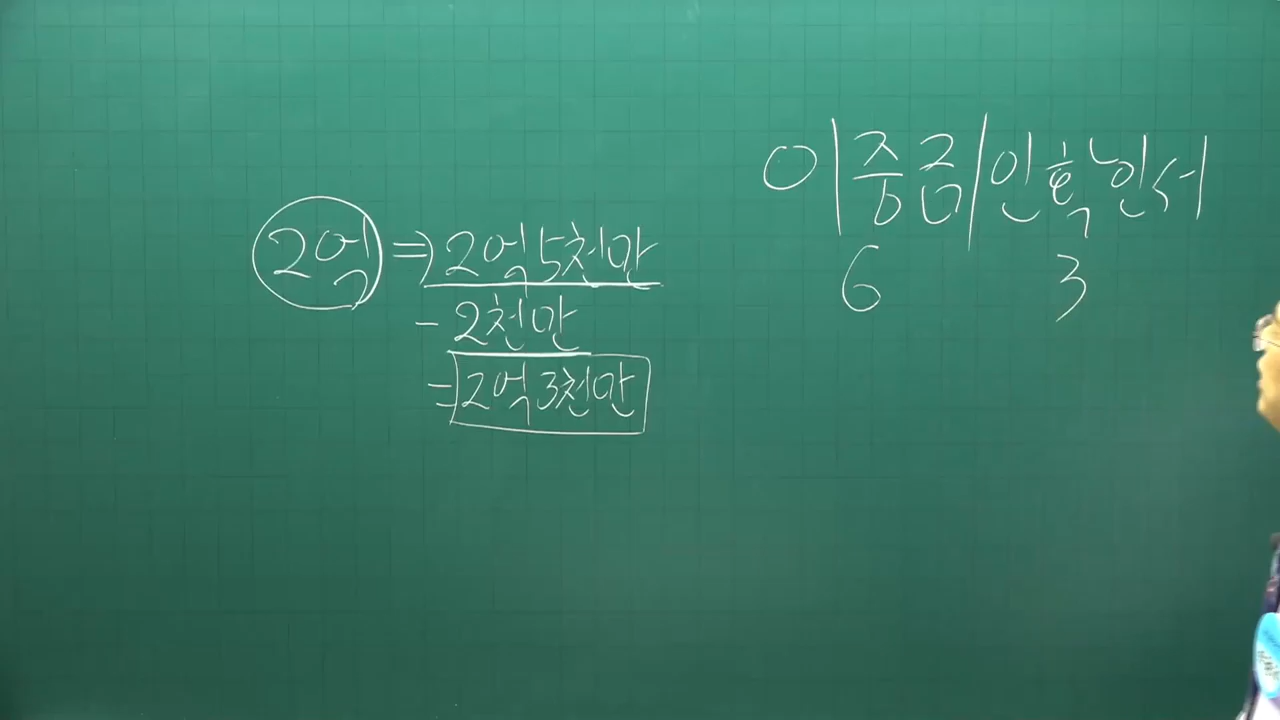 이중금인확인서
6 3
2억 => 2억5천만
- 2천만
= 2억3천만